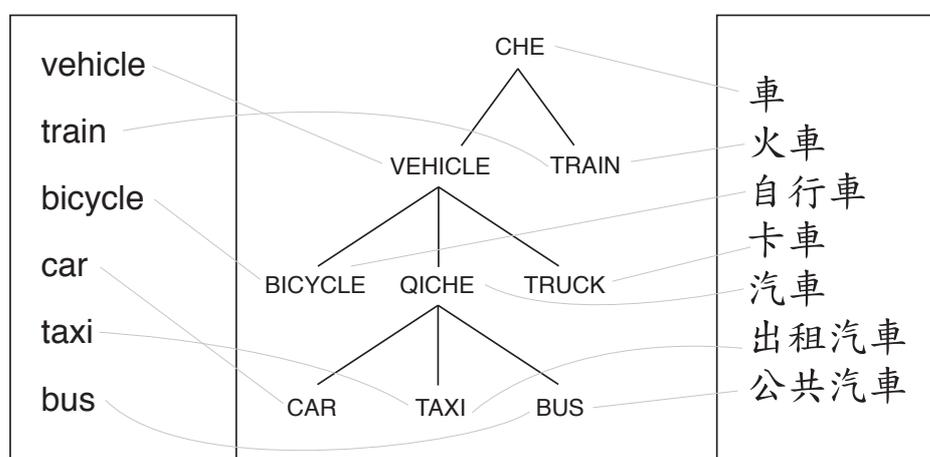 vehicle
train
bicycle
car
taxi
bus
CHE
VEHICLE TRAIN
BICYCLE QICHE TRUCK
CAR TAXI BUS
車
火車
自行車
卡車
汽車
出租汽車
公共汽車